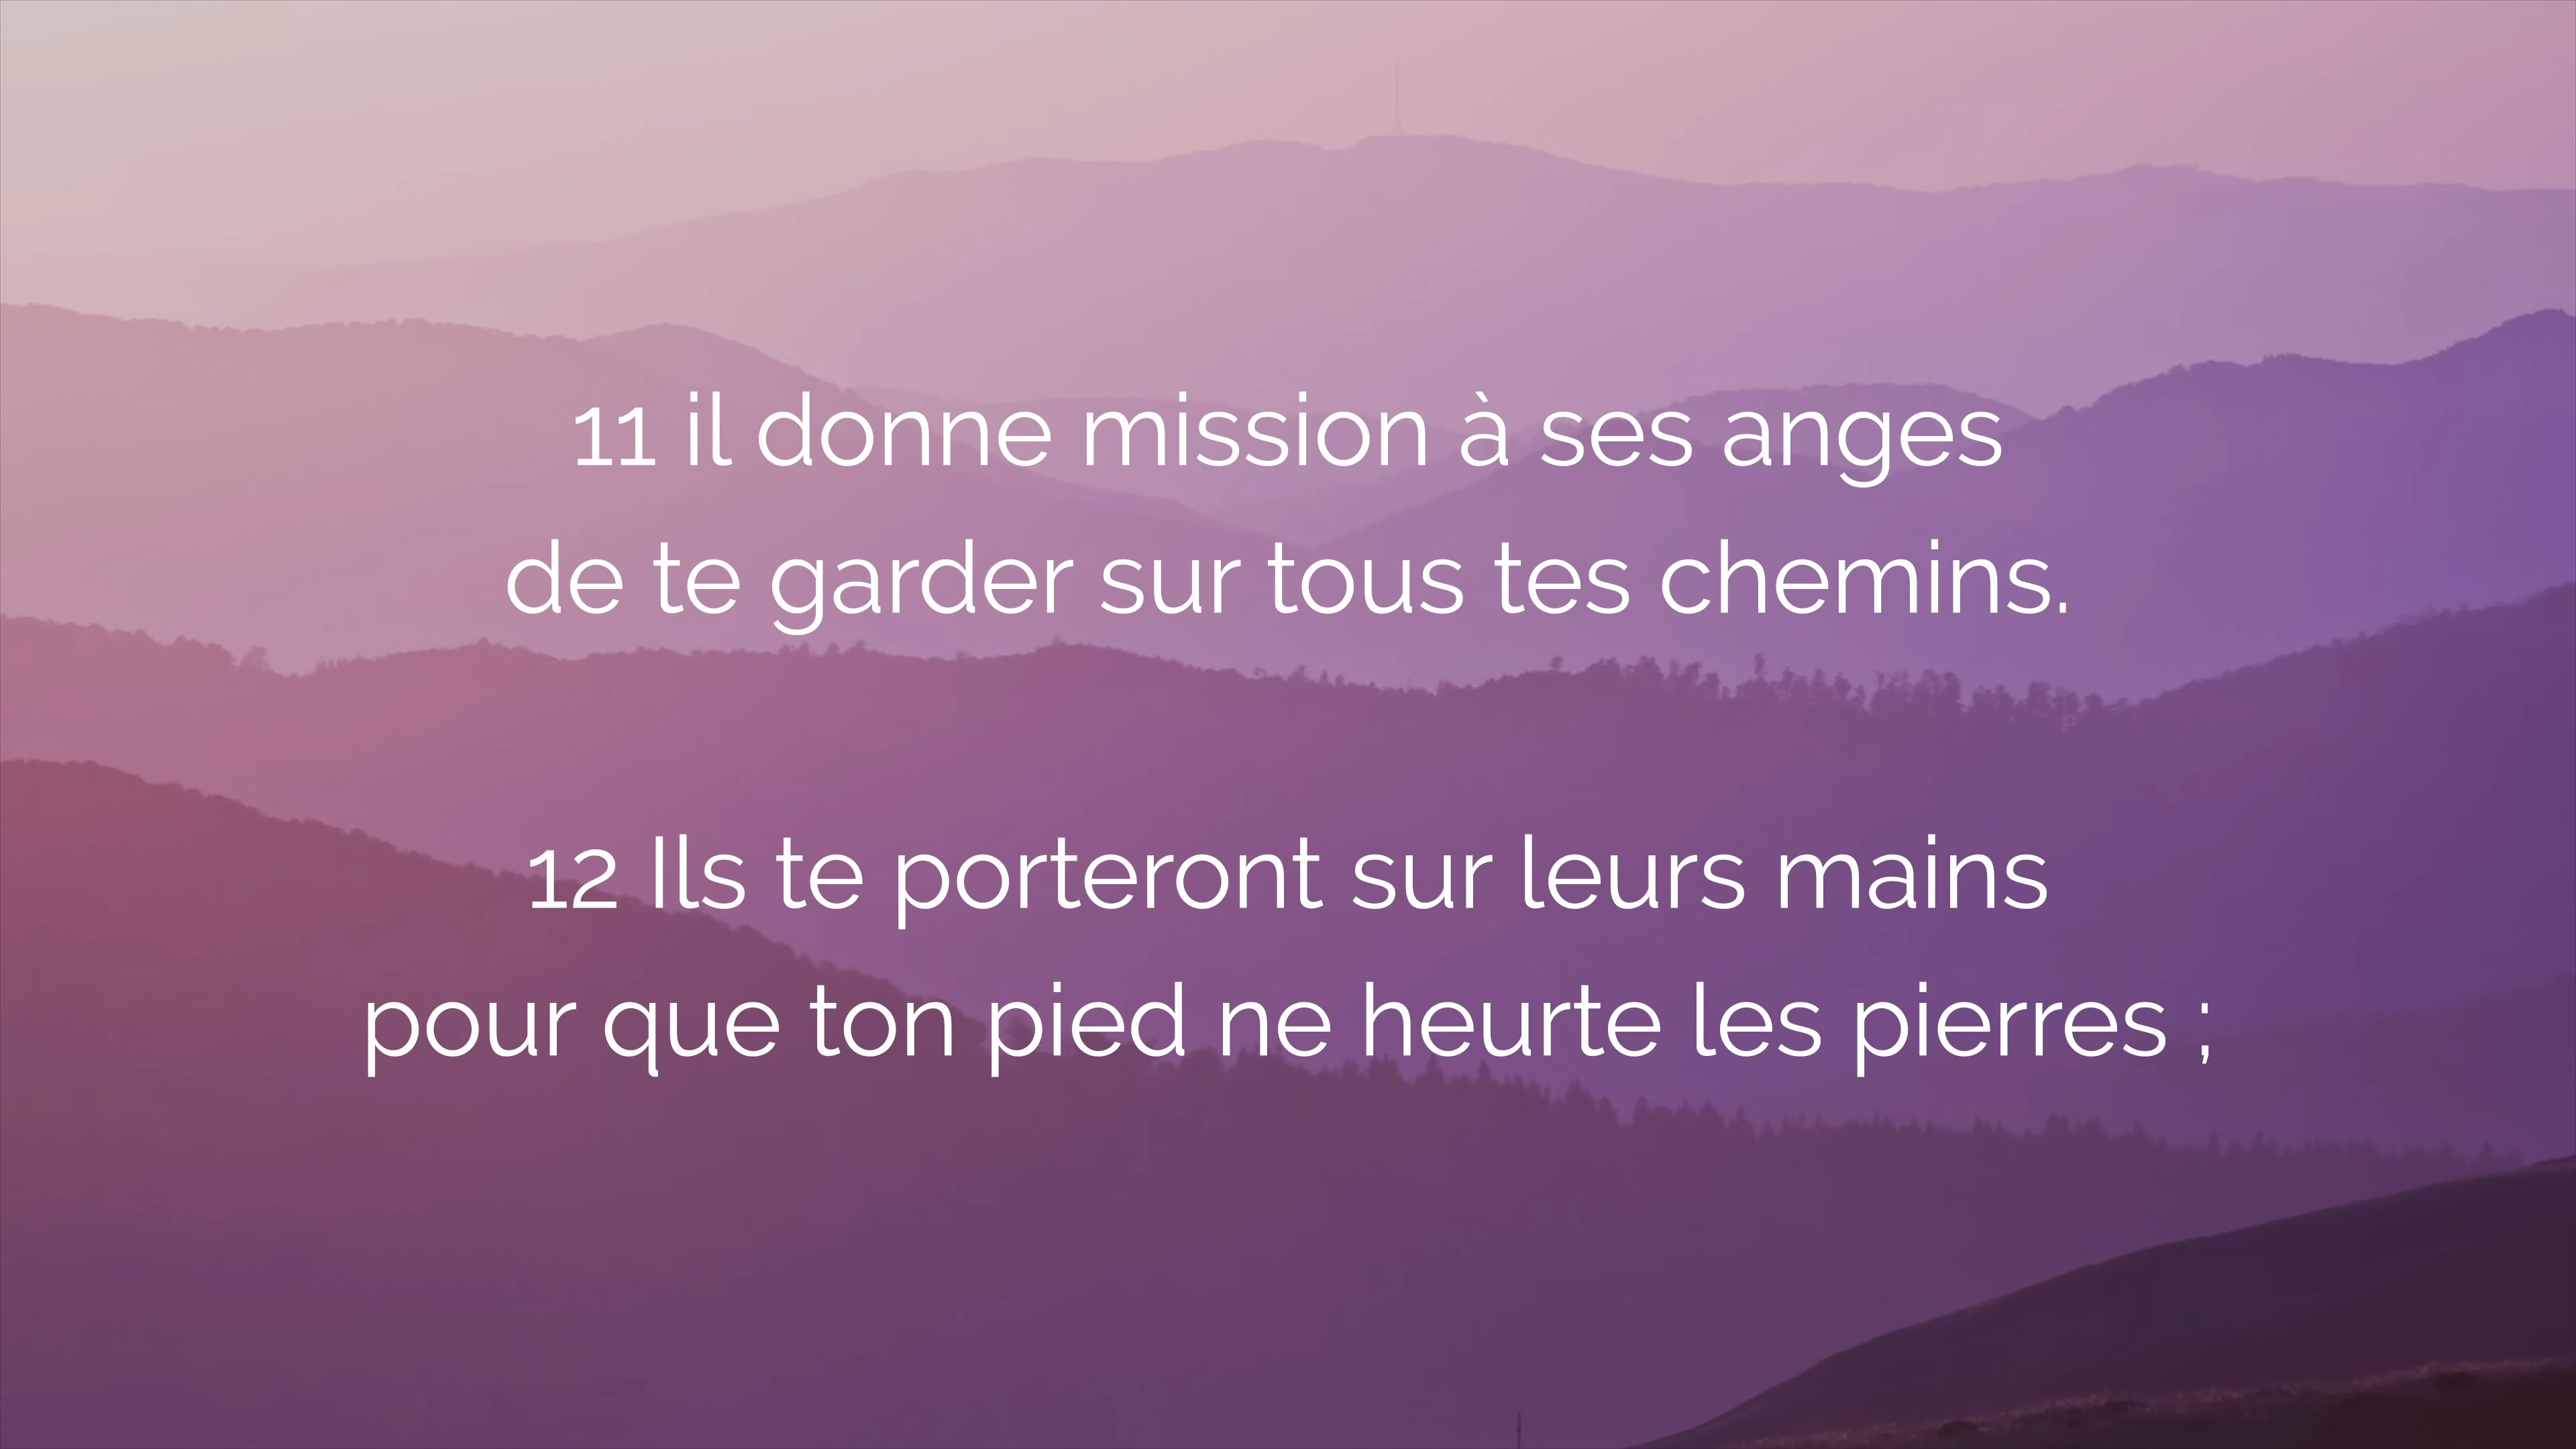 11 il donne mission à ses anges
de te garder sur tous tes chemins.
12 Ils te porteront sur leurs mains
pour que ton pied ne heurte les pierres ;